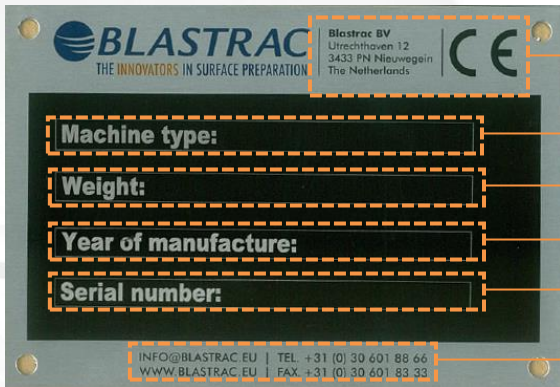 BLASTRAC
THE INNOVATORS IN SURFACE PREPARATION
Blastrac BV
Utrechthaven 12
3433 PN Nieuwegein
The Netherlands
CE
Machine type:
Weight:
Year of manufacture:
Serial number:
INFO@BLASTRAC.EU | TEL. +31 (0) 30 601 88 66
WWW.BLASTRAC.EU | FAX. +31 (0) 30 601 83 33